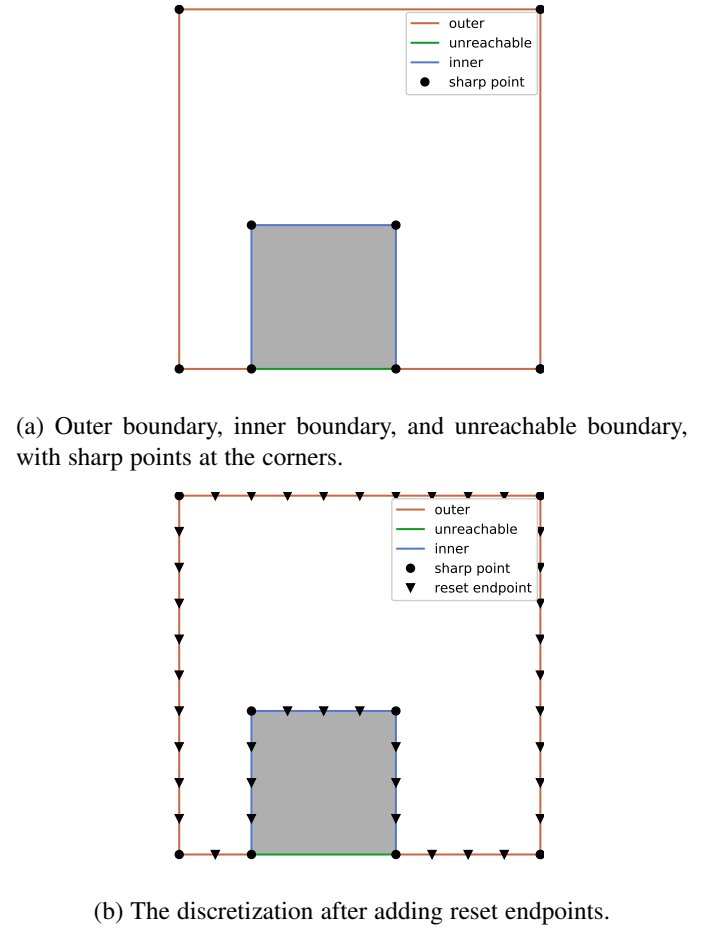 outer
unreachable
inner
sharp point
(a) Outer boundary, inner boundary, and unreachable boundary,
with sharp points at the corners.
outer
unreachable
inner
sharp point
reset endpoint
(b) The discretization after adding reset endpoints.